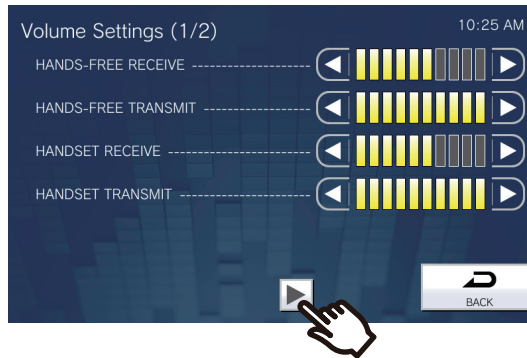 Volume Settings (1/2)
10:25 AM
HANDS-FREE RECEIVE
HANDS-FREE TRANSMIT
HANDSET RECEIVE
HANDSET TRANSMIT
BACK